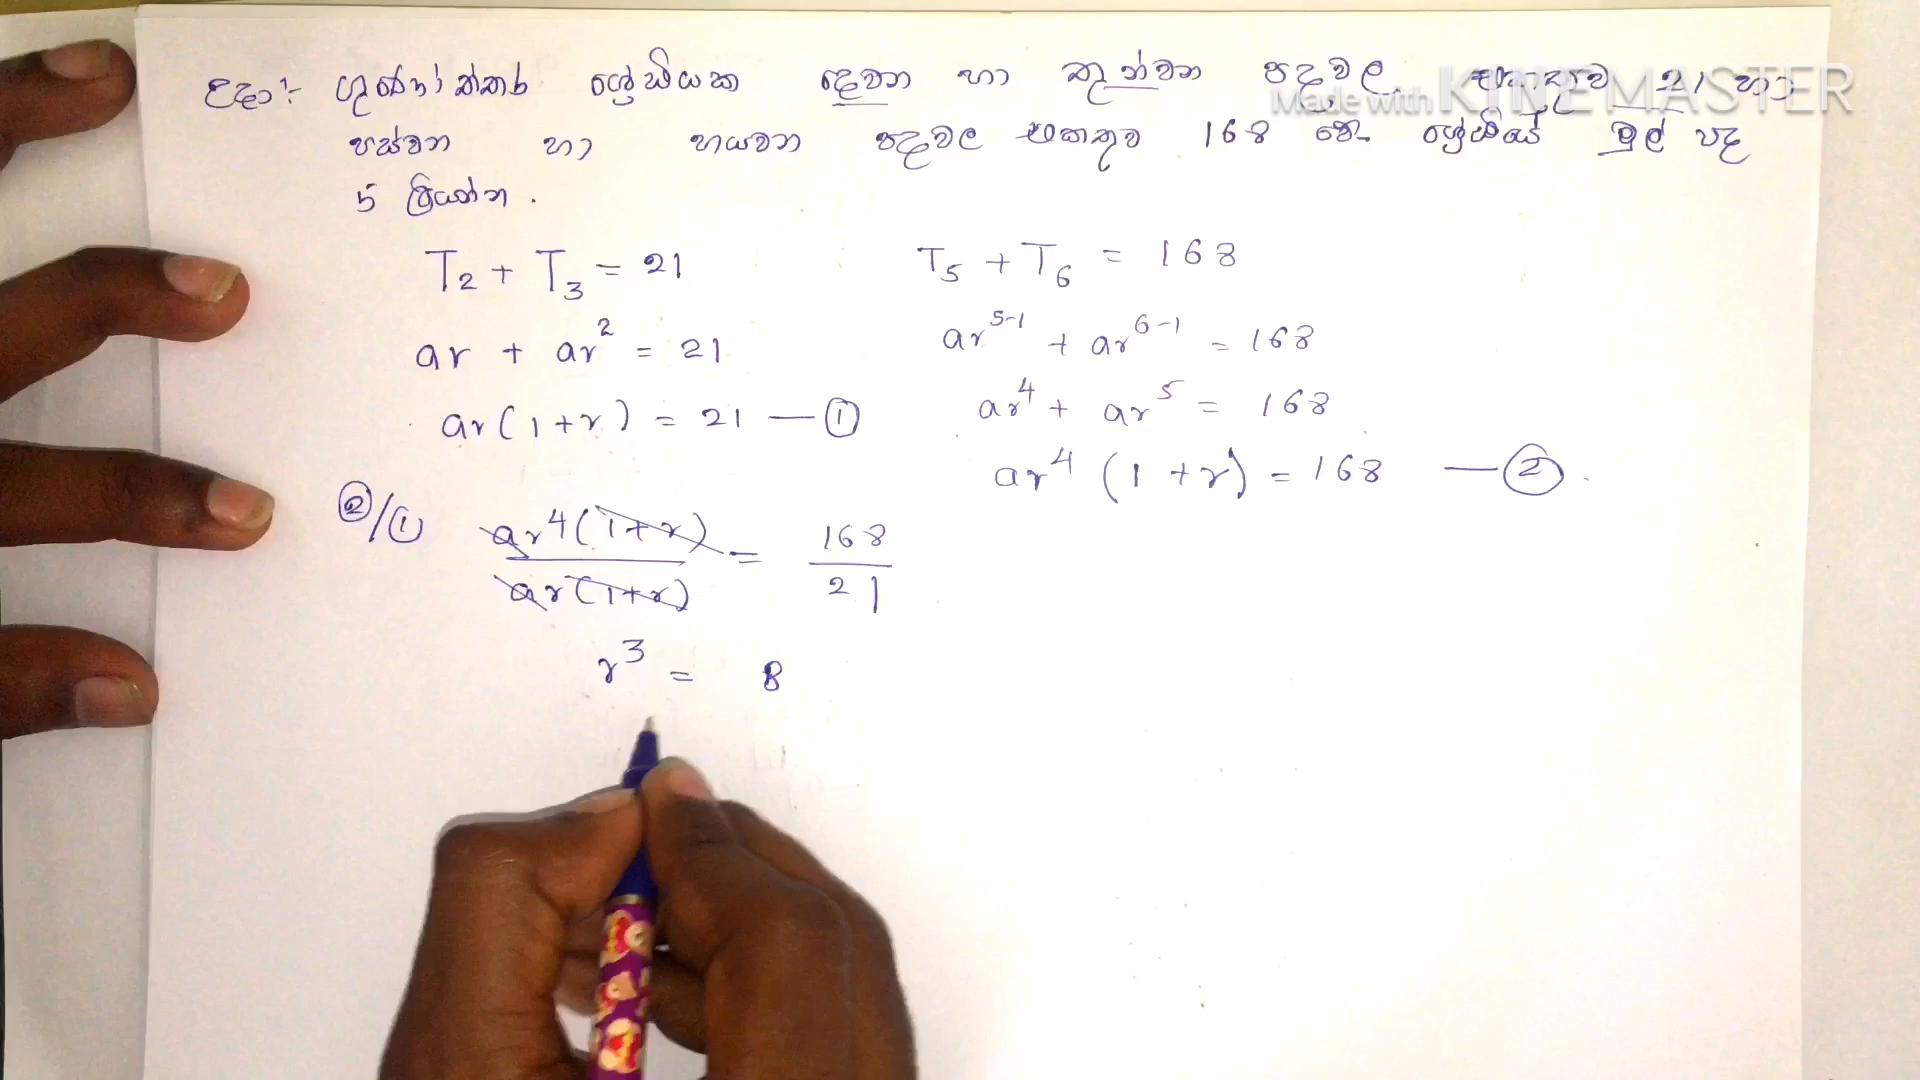 උදා:- ගුණෝත්තර ශ්‍රේඪියක දෙවන හා තුන්වන පදවල එකතුව 21 හා
Made with KINEMASTER
පස්වන හා හයවන පදවල එකතුව 168 නම් ශ්‍රේඪියේ මුල් පද
5 ලියන්න .
T₂ + T₃ = 21
T₅ + T₆ = 168
ar + ar² = 21
ar⁵⁻¹ + ar⁶⁻¹ = 168
ar(1+r) = 21 — ①
ar⁴ + ar⁵ = 168
ar⁴ (1 + r) = 168 — ②
②/① ar⁴(1+r) / ar(1+r) = 168 / 21
r³ = 8